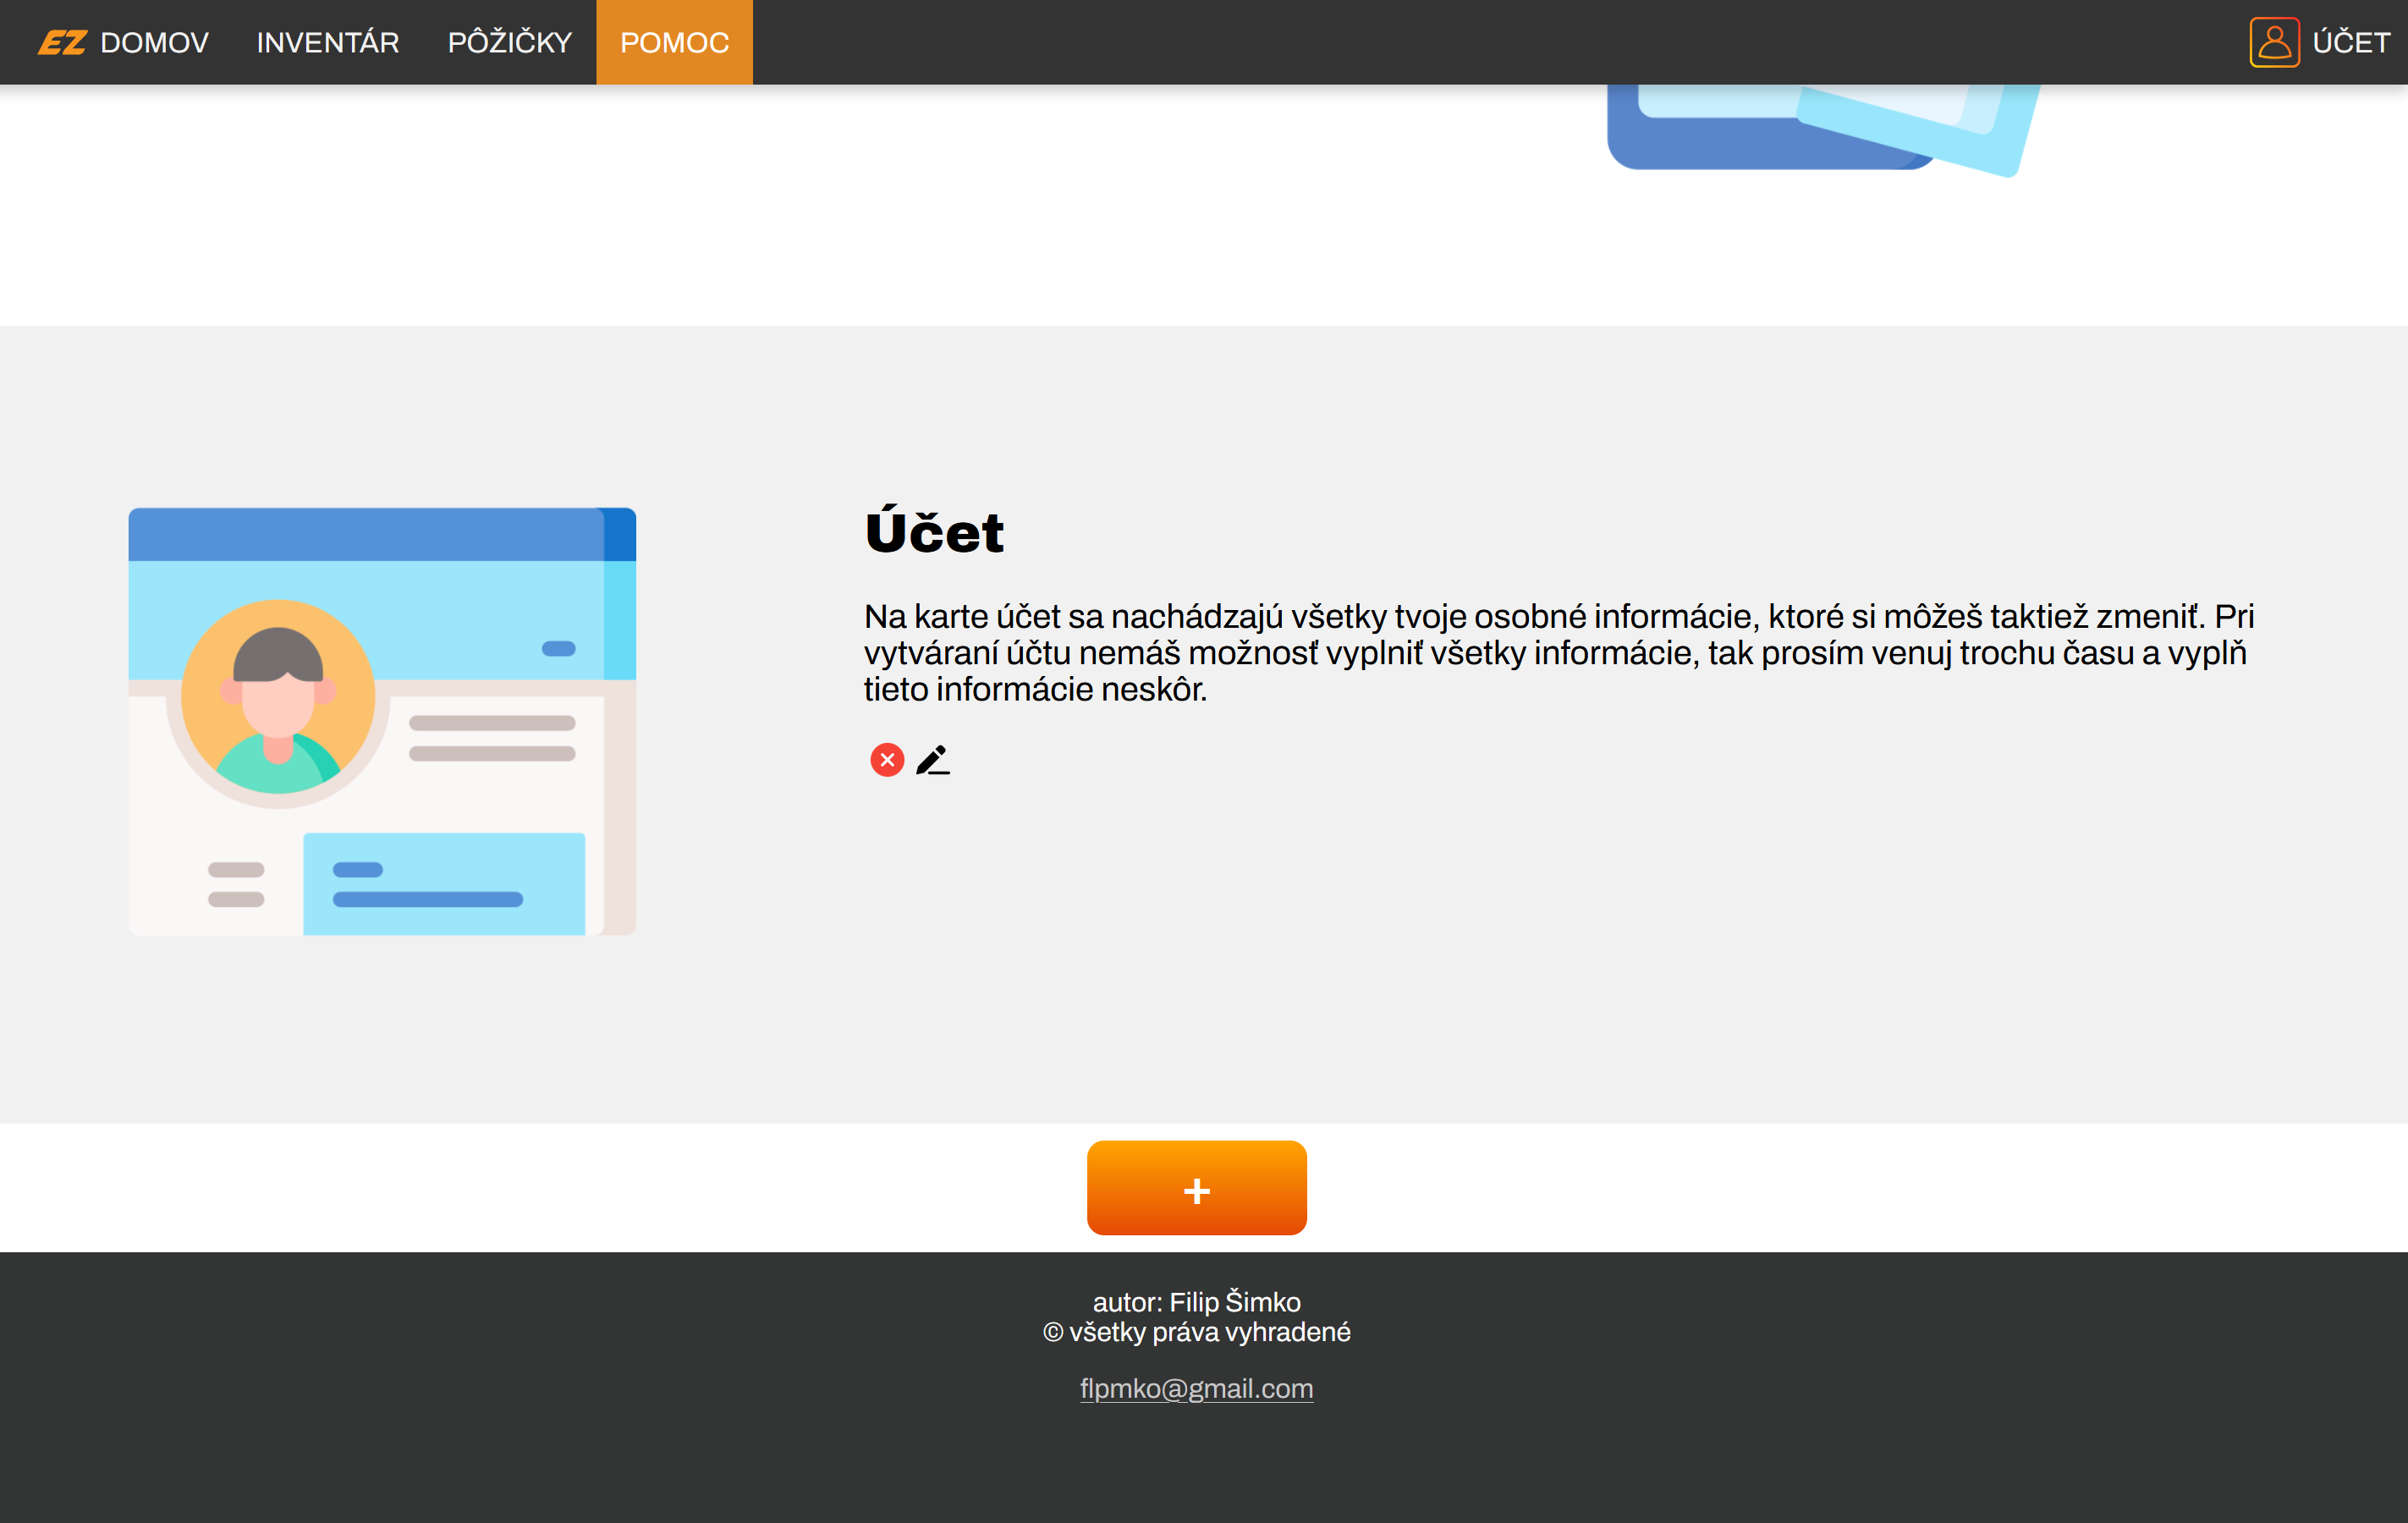 EZ DOMOV INVENTÁR PÔŽIČKY POMOC ÚČET
Účet
Na karte účet sa nachádzajú všetky tvoje osobné informácie, ktoré si môžeš taktiež zmeniť. Pri
vytváraní účtu nemáš možnosť vyplniť všetky informácie, tak prosím venuj trochu času a vyplň
tieto informácie neskôr.
+
autor: Filip Šimko
© všetky práva vyhradené
flpmko@gmail.com